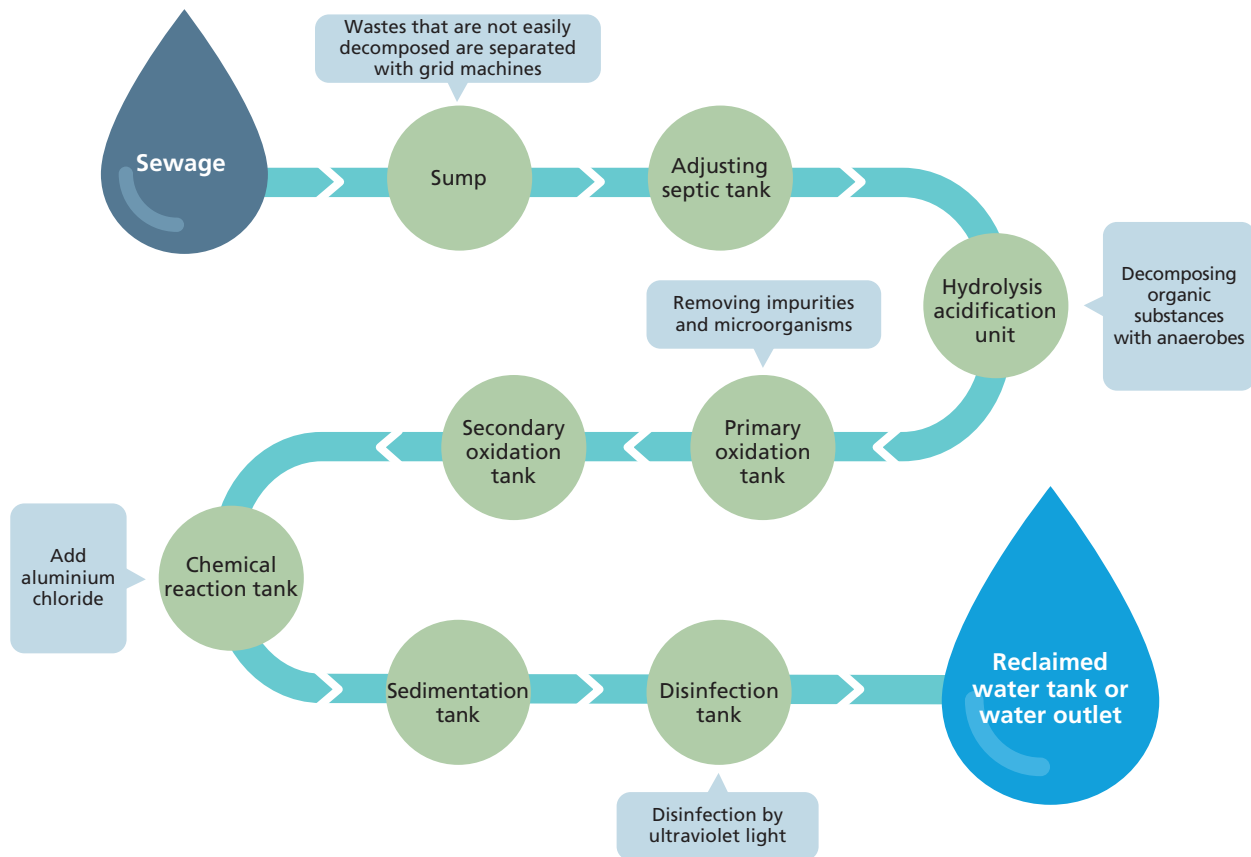 Wastes that are not easily
decomposed are separated
with grid machines
Sewage
Sump
Adjusting
septic tank
Hydrolysis
acidification
unit
Decomposing
organic
substances
with anaerobes
Removing impurities
and microorganisms
Primary
oxidation
tank
Secondary
oxidation
tank
Add
aluminium
chloride
Chemical
reaction tank
Sedimentation
tank
Disinfection
tank
Disinfection by
ultraviolet light
Reclaimed
water tank or
water outlet